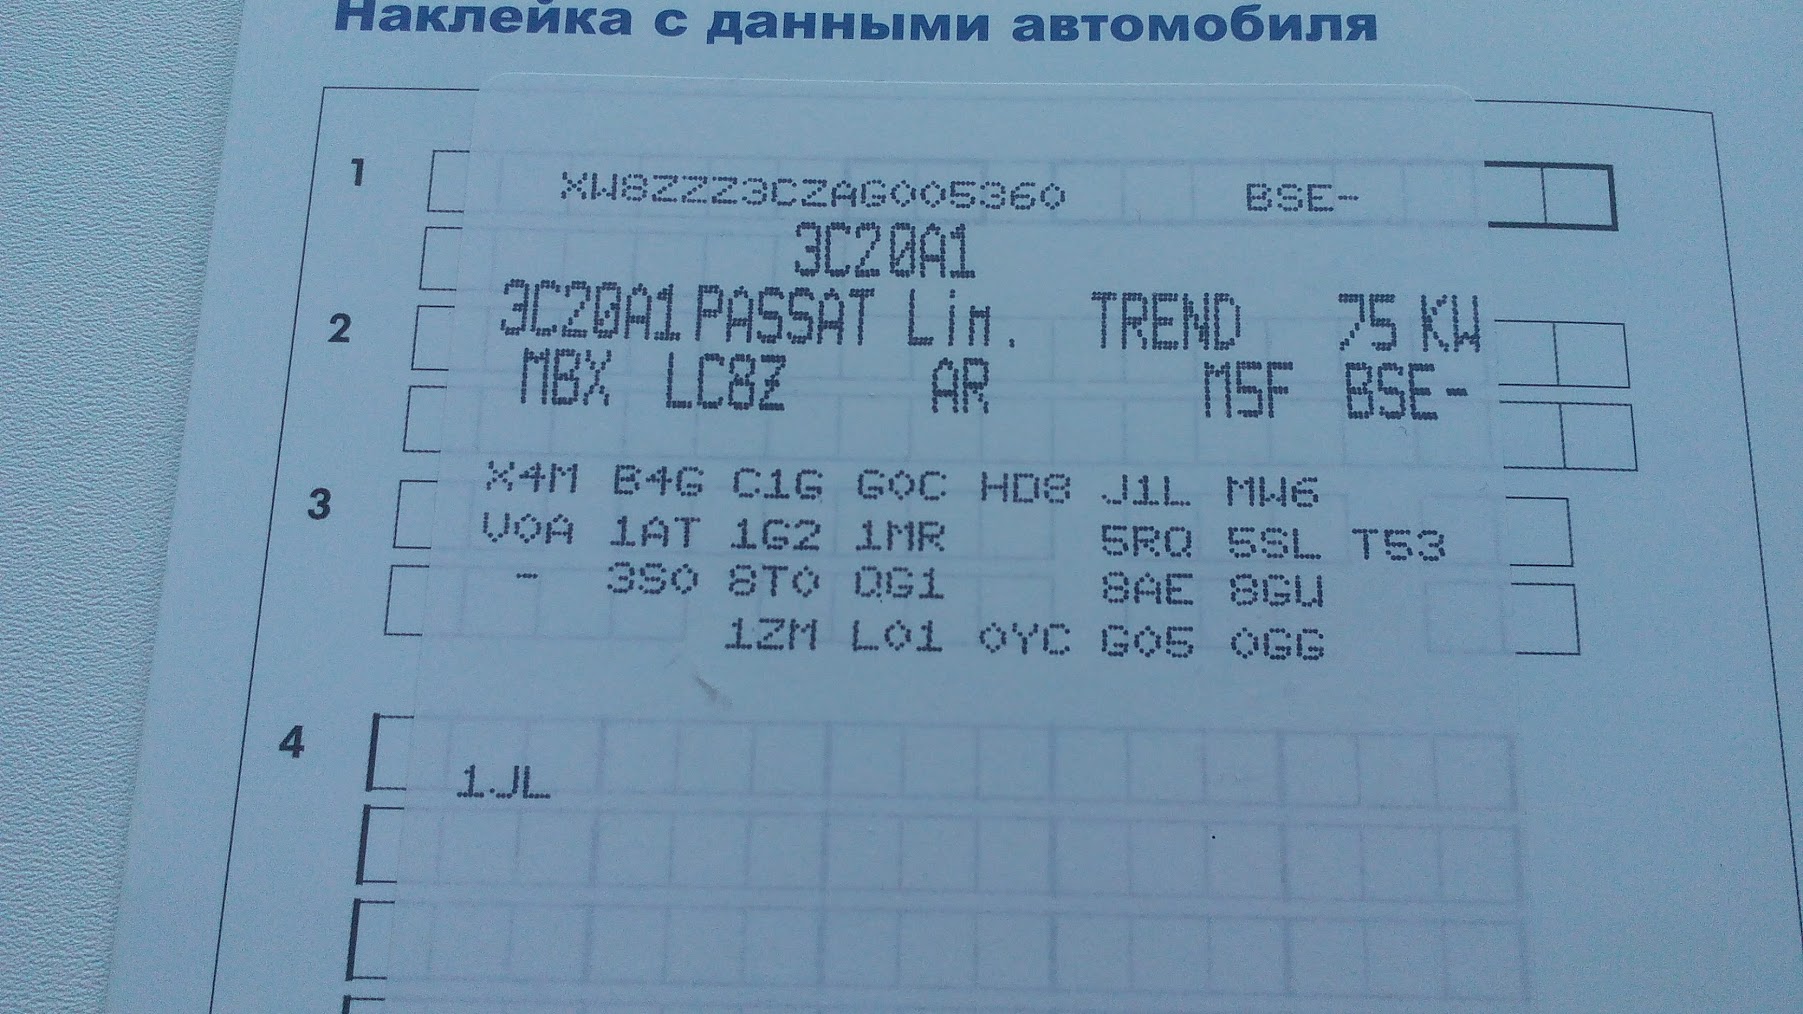 Наклейка с данными автомобиля
1
XW8ZZZ3CZAG005360 BSE-
3C20A1
2
3C20A1 PASSAT Lin. TREND 75 KW
MBX LC8Z AR M5F BSE-
3
X4M B4G C1G G0C HD8 J1L MW6
V0A 1AT 1G2 1MR 5RQ 5SL T53
- 3S0 8T0 QG1 8AE 8GU
1ZM L01 0YC G05 0GG
4
1JL